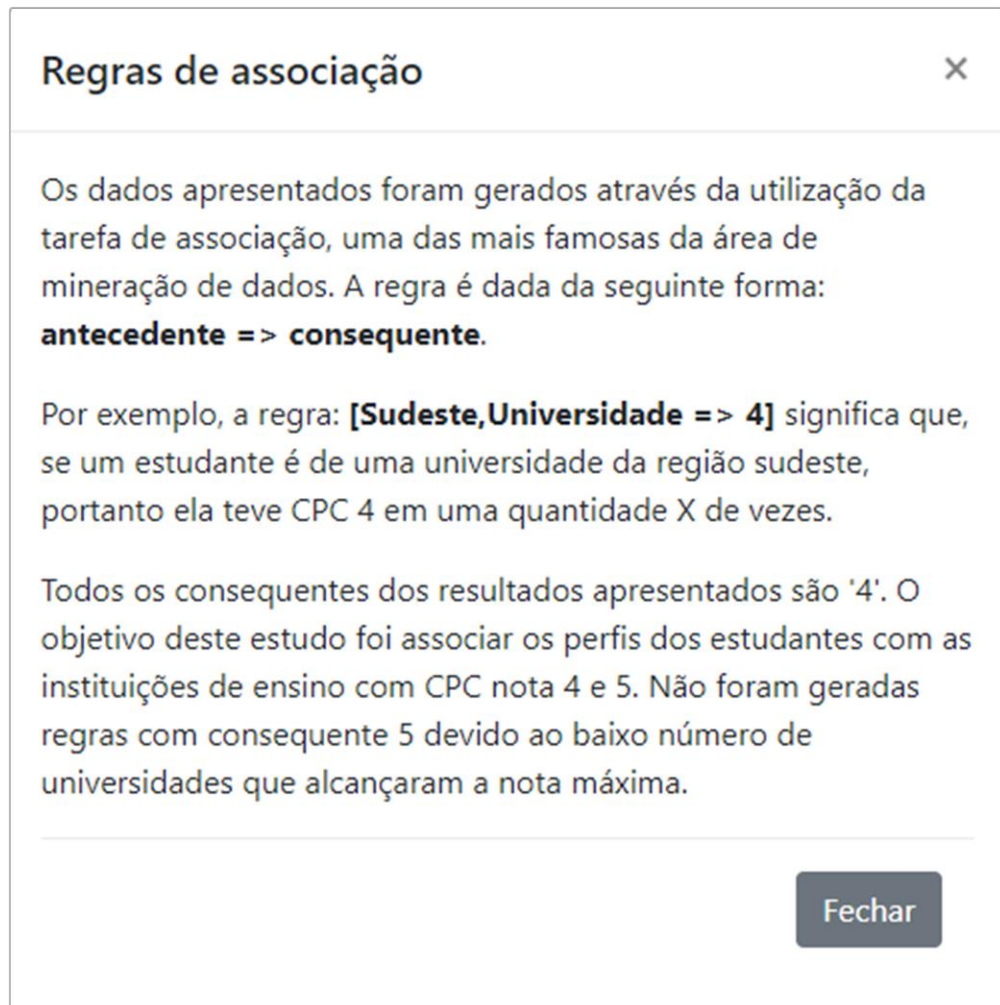 Regras de associação ×
Os dados apresentados foram gerados através da utilização da
tarefa de associação, uma das mais famosas da área de
mineração de dados. A regra é dada da seguinte forma:
antecedente => consequente.
Por exemplo, a regra: [Sudeste,Universidade => 4] significa que,
se um estudante é de uma universidade da região sudeste,
portanto ela teve CPC 4 em uma quantidade X de vezes.
Todos os consequentes dos resultados apresentados são '4'. O
objetivo deste estudo foi associar os perfis dos estudantes com as
instituições de ensino com CPC nota 4 e 5. Não foram geradas
regras com consequente 5 devido ao baixo número de
universidades que alcançaram a nota máxima.
Fechar